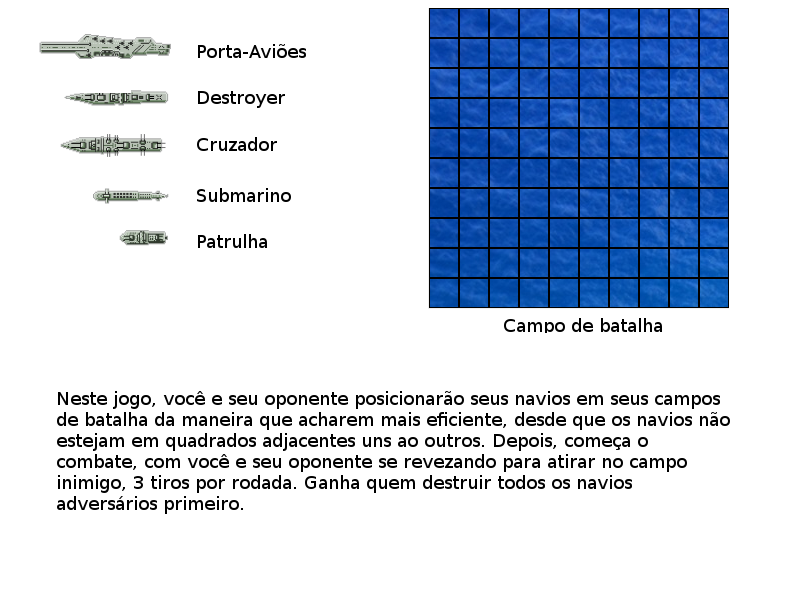 Porta-Aviões
Destroyer
Cruzador
Submarino
Patrulha
Campo de batalha
Neste jogo, você e seu oponente posicionarão seus navios em seus campos
de batalha da maneira que acharem mais eficiente, desde que os navios não
estejam em quadrados adjacentes uns ao outros. Depois, começa o
combate, com você e seu oponente se revezando para atirar no campo
inimigo, 3 tiros por rodada. Ganha quem destruir todos os navios
adversários primeiro.